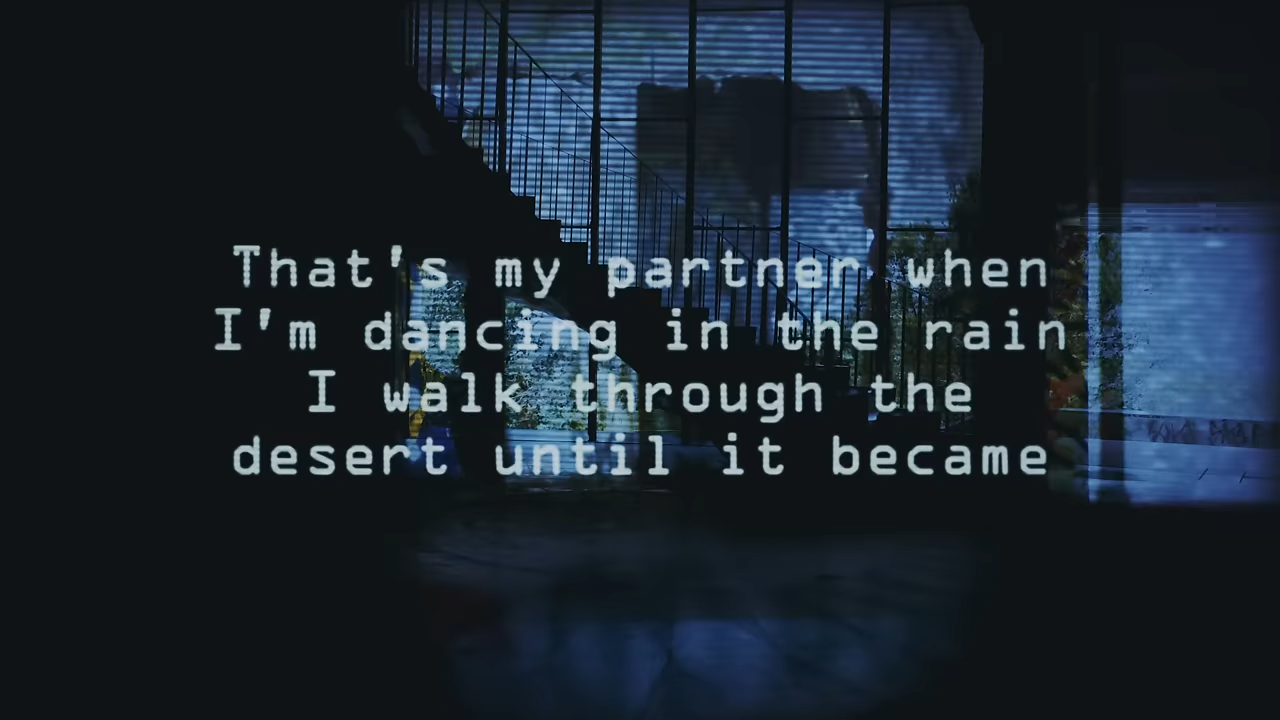 That's my partner when
I'm dancing in the rain
I walk through the
desert until it became